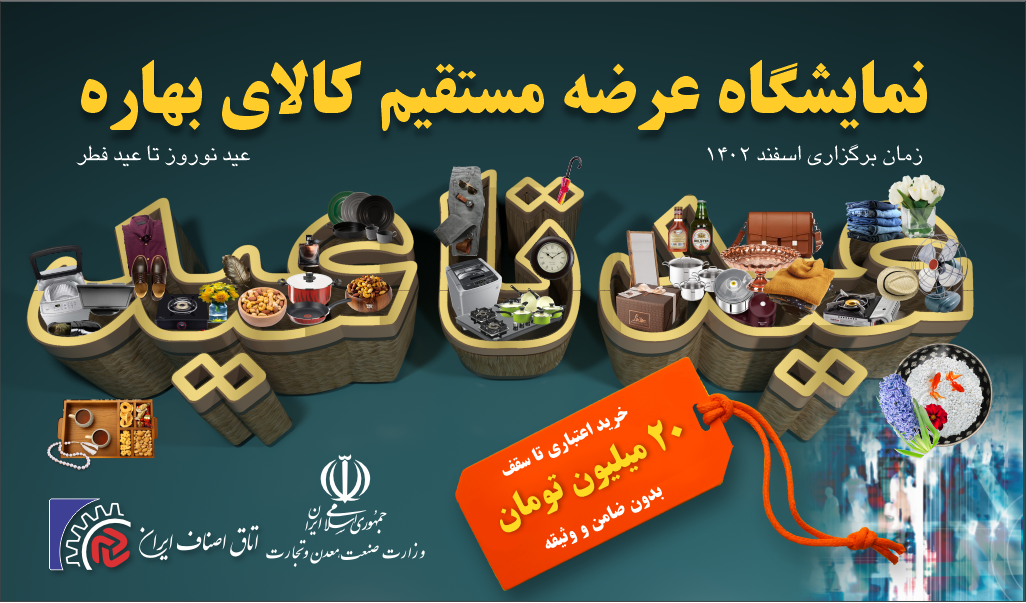 نمایشگاه عرضه مستقیم کالای بهاره
زمان برگزاری اسفند ۱۴۰۲
عید نوروز تا عید فطر
عید تا عید
خرید اعتباری تا سقف
۲۰ میلیون تومان
بدون ضامن و وثیقه
جمهوری اسلامی ایران
وزارت صنعت معدن و تجارت
اتاق اصناف ایران